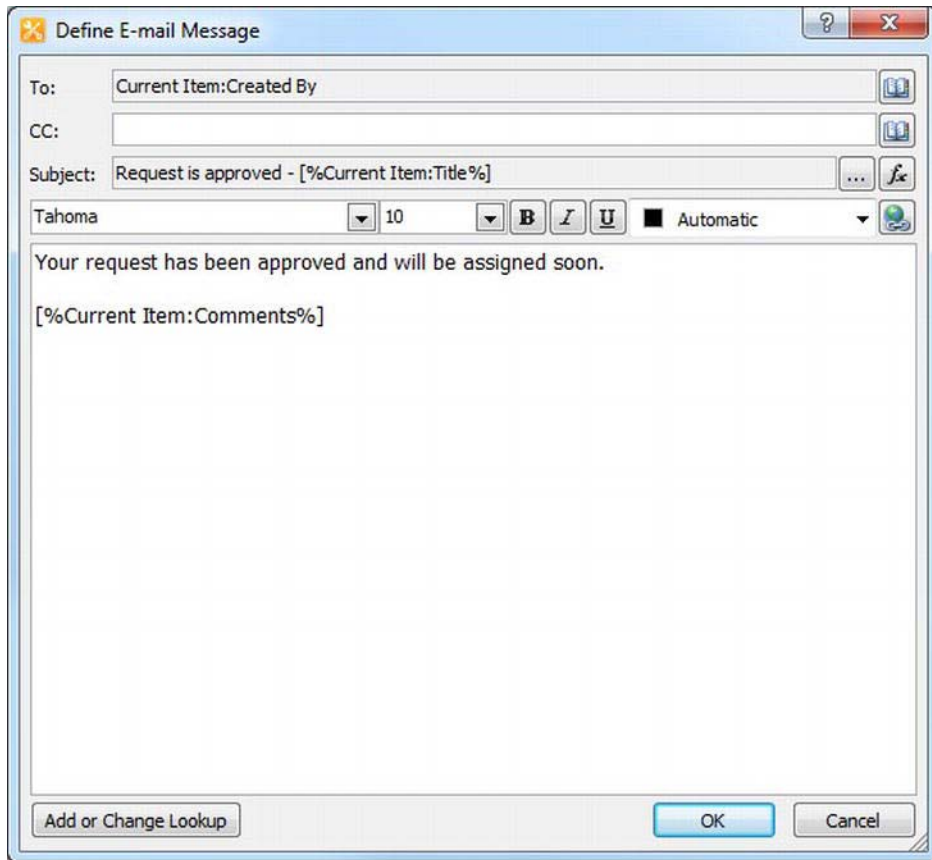 Define E-mail Message
?
To: Current Item:Created By
CC:
Subject: Request is approved - [%Current Item:Title%] ... fx
Tahoma 10 B I U Automatic
Your request has been approved and will be assigned soon.
[%Current Item:Comments%]
Add or Change Lookup OK Cancel